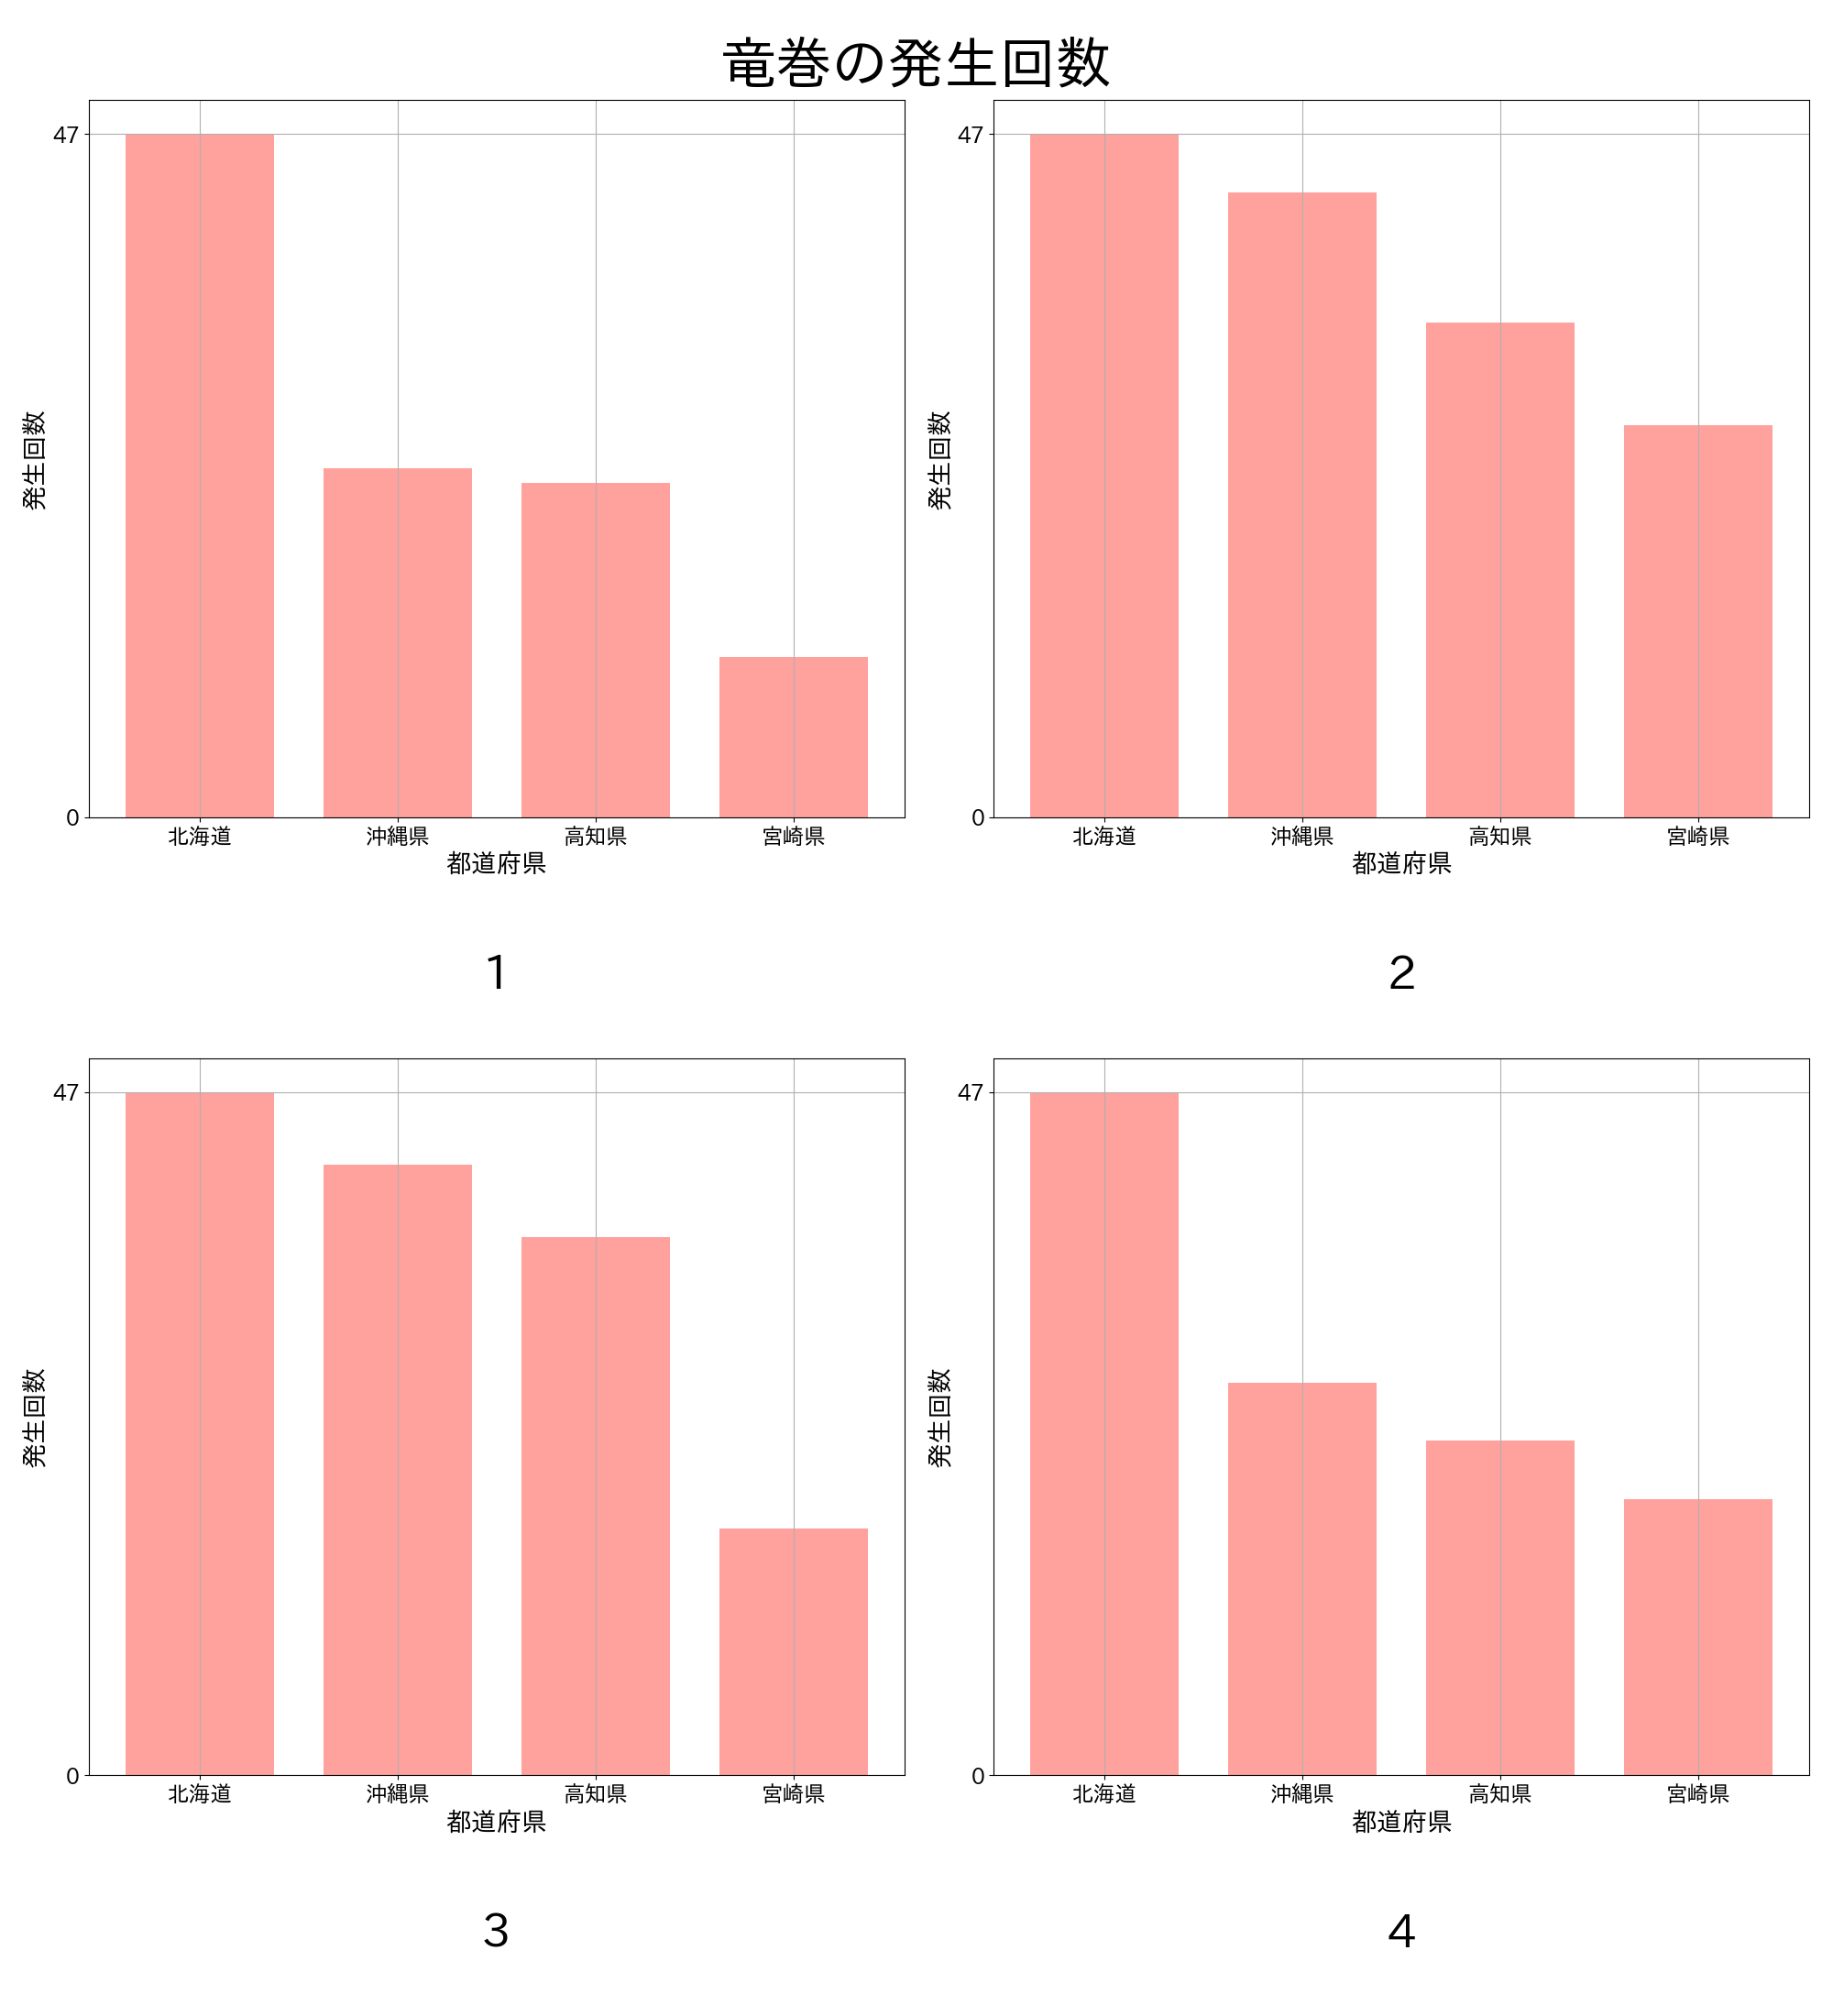 竜巻の発生回数
47
0
発生回数
北海道 沖縄県 高知県 宮崎県
都道府県
1
47
0
発生回数
北海道 沖縄県 高知県 宮崎県
都道府県
2
47
0
発生回数
北海道 沖縄県 高知県 宮崎県
都道府県
3
47
0
発生回数
北海道 沖縄県 高知県 宮崎県
都道府県
4